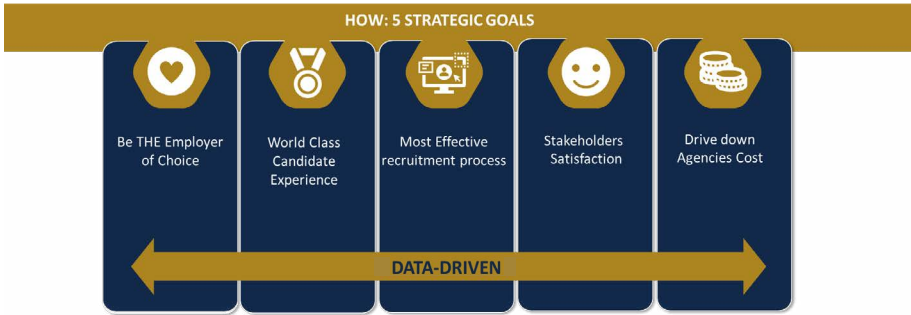 HOW: 5 STRATEGIC GOALS
Be THE Employer
of Choice
World Class
Candidate
Experience
Most Effective
recruitment process
Stakeholders
Satisfaction
Drive down
Agencies Cost
DATA-DRIVEN